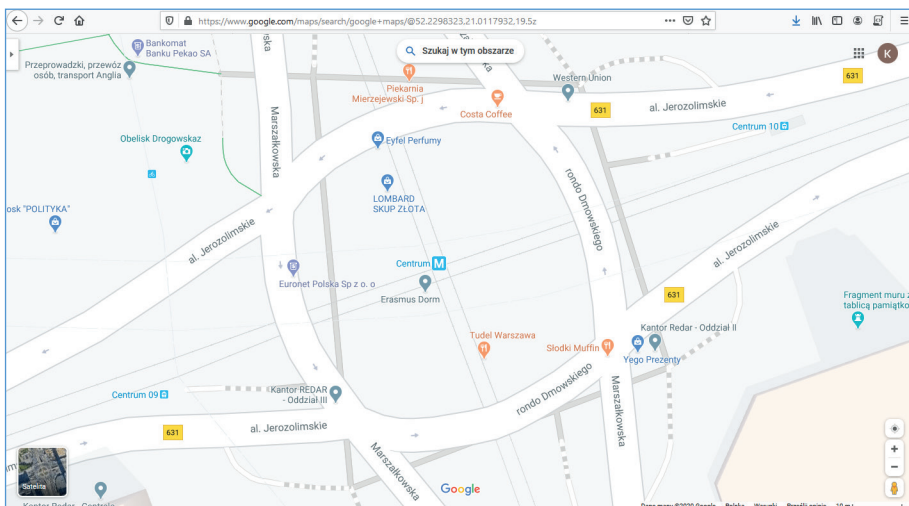 https://www.google.com/maps/search/google+maps/@52.2298323,21.0117932,19.5z
Bankomat
Banku Pekao SA
Szukaj w tym obszarze
K
Przeprowadzki, przewóz
osób, transport Anglia
Piekarnia
Mierzejewski Sp. j
Western Union
631
631
al. Jerozolimskie
Costa Coffee
Marszałkowska
Centrum 10
Obelisk Drogowskaz
Eyfel Perfumy
rondo Dmowskiego
LOMBARD
SKUP ZŁOTA
osk "POLITYKA"
al. Jerozolimskie
al. Jerozolimskie
Centrum M
Euronet Polska Sp z o. o
Erasmus Dorm
631
Fragment muru z
tablicą pamiątko
Kantor Redar - Oddział II
Tudel Warszawa
Słodki Muffin
Yego Prezenty
rondo Dmowskiego
Marszałkowska
Centrum 09
Kantor REDAR
- Oddział III
631
al. Jerozolimskie
Marszałkowska
Satelita
Google